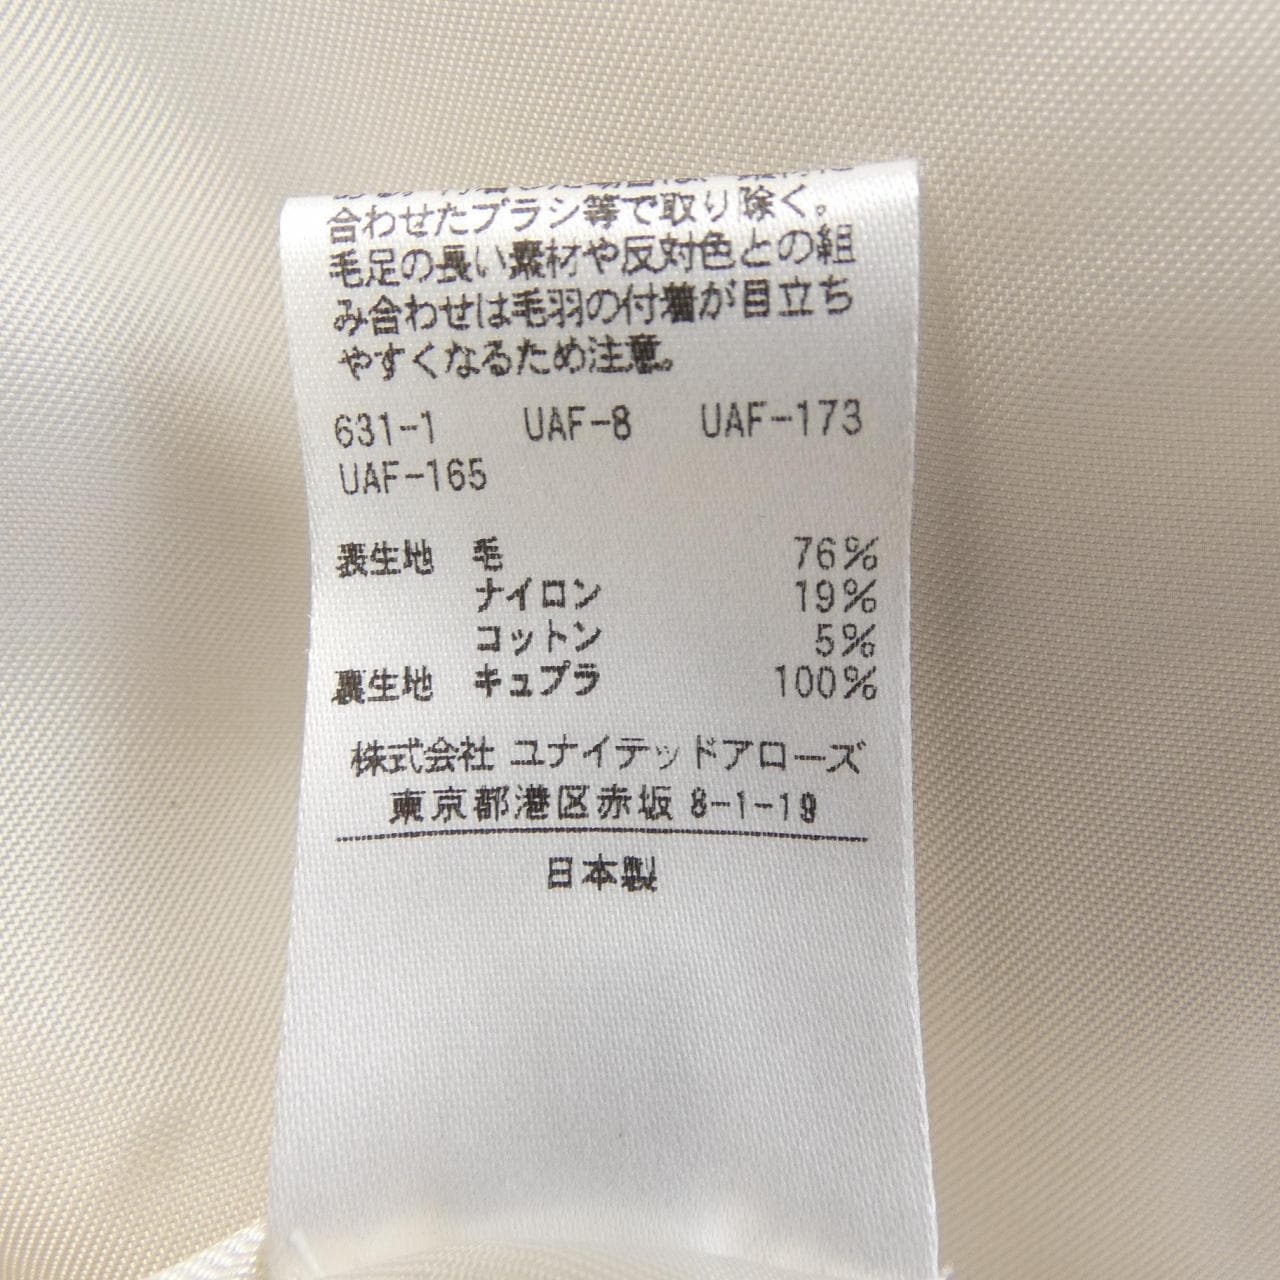 合わせたブラシ等で取り除く。
毛足の長い素材や反対色との組
み合わせは毛羽の付着が目立ち
やすくなるため注意。
631-1 UAF-8 UAF-173
UAF-165
表生地 毛 76%
ナイロン 19%
コットン 5%
裏生地 キュプラ 100%
株式会社 ユナイテッドアローズ
東京都港区赤坂 8-1-19
日本製